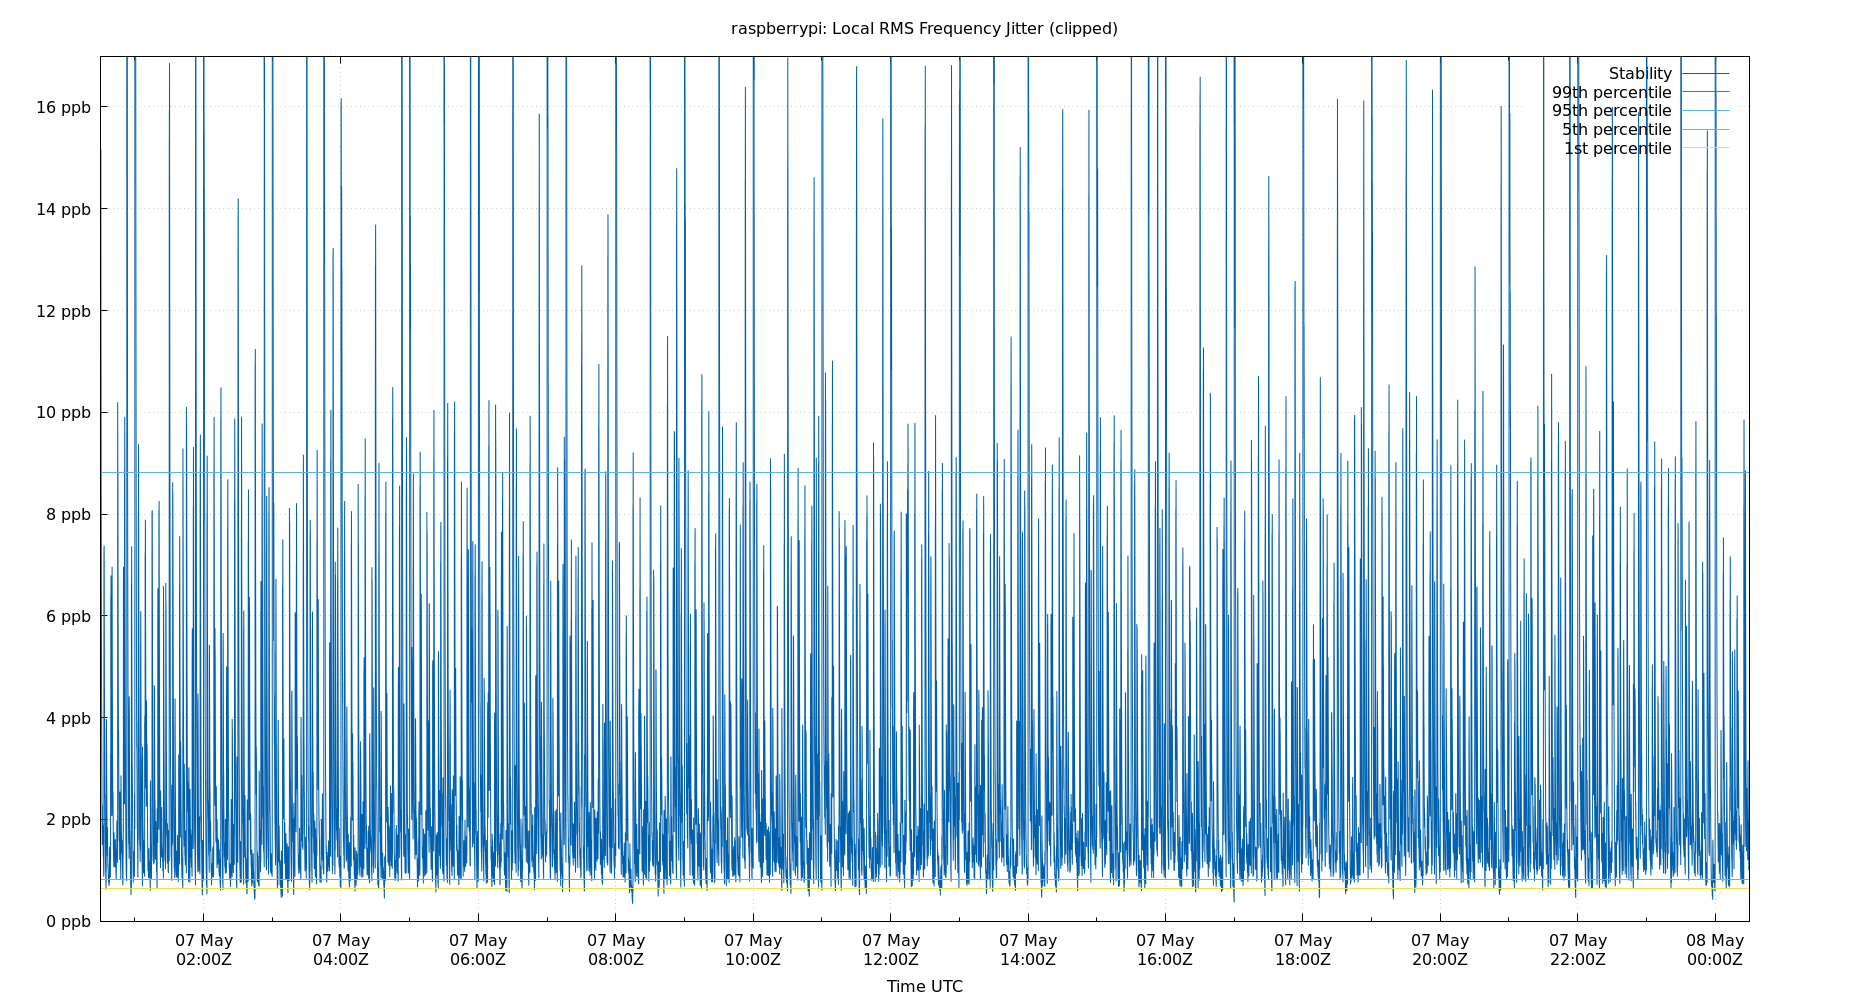 raspberrypi: Local RMS Frequency Jitter (clipped)
Stability
99th percentile
95th percentile
5th percentile
1st percentile
16 ppb
14 ppb
12 ppb
10 ppb
8 ppb
6 ppb
4 ppb
2 ppb
0 ppb
07 May 07 May 07 May 07 May 07 May 07 May 07 May 07 May 07 May 07 May 07 May 08 May
02:00Z 04:00Z 06:00Z 08:00Z 10:00Z 12:00Z 14:00Z 16:00Z 18:00Z 20:00Z 22:00Z 00:00Z
Time UTC